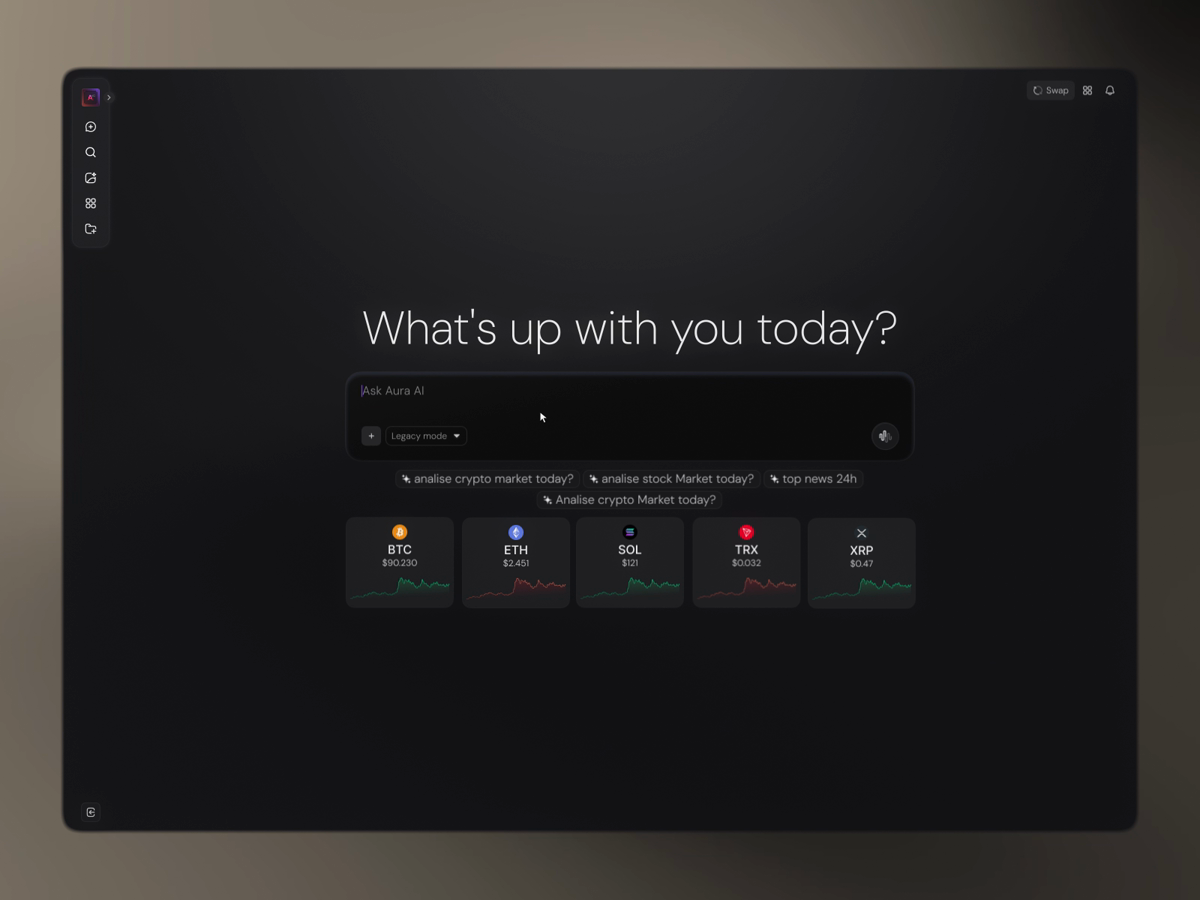 Swap
What's up with you today?
Ask Aura AI
Legacy mode
analise crypto market today?
analise stock Market today?
top news 24h
Analise crypto Market today?
BTC
$90.230
ETH
$2.451
SOL
$121
TRX
$0.032
XRP
$0.47